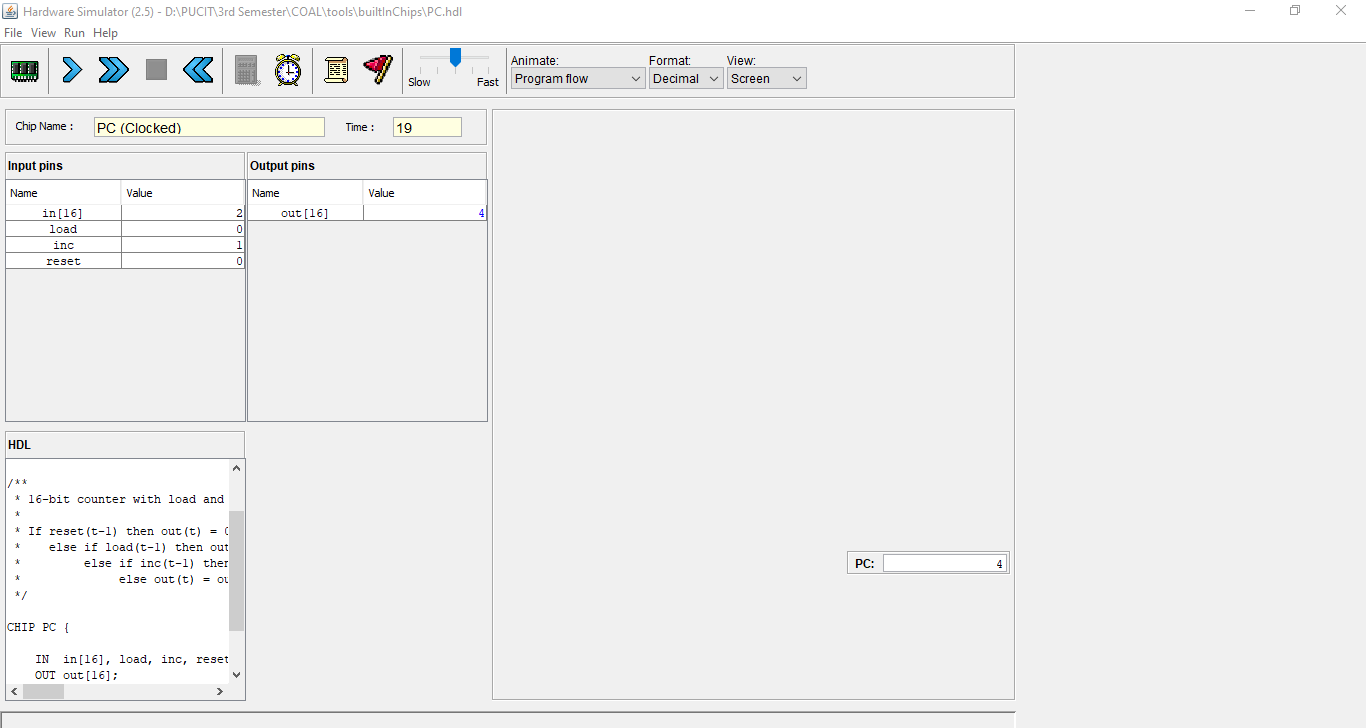 Hardware Simulator (2.5) - D:\PUCIT\3rd Semester\COAL\tools\builtInChips\PC.hdl
File View Run Help
Slow Fast
Animate: Format: View:
Program flow Decimal Screen
Chip Name : PC (Clocked) Time : 19
Input pins
Name Value
in[16] 2
load 0
inc 1
reset 0
Output pins
Name Value
out[16] 4
HDL
/**
* 16-bit counter with load and
*
* If reset(t-1) then out(t) =
* else if load(t-1) then out
* else if inc(t-1) then
* else out(t) =
*/
CHIP PC {
IN in[16], load, inc, reset
OUT out[16];
PC: 4